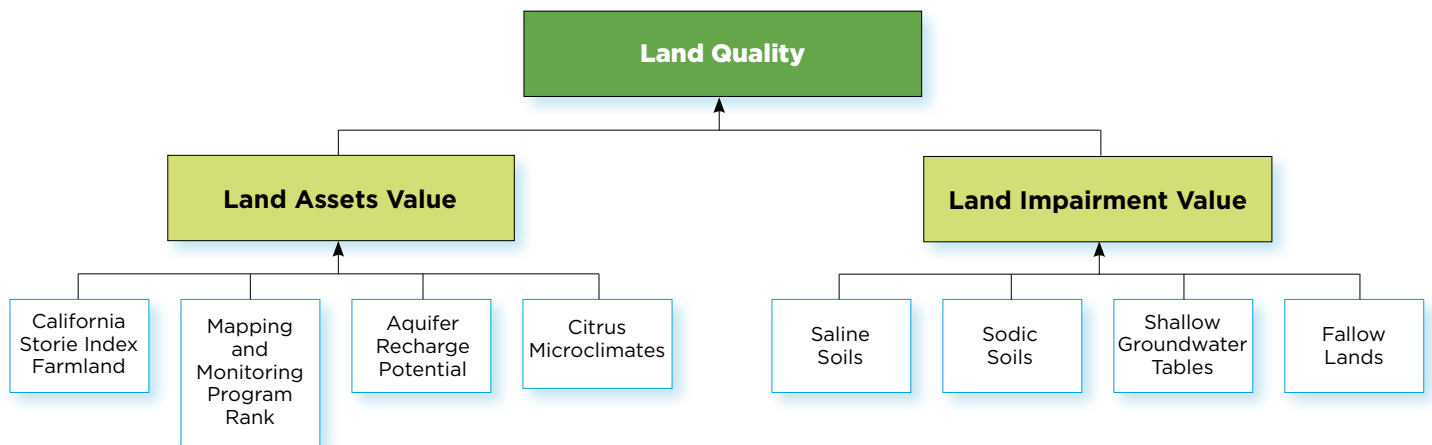 Land Quality
Land Assets Value
Land Impairment Value
California
Storie Index
Farmland
Mapping
and
Monitoring
Program
Rank
Aquifer
Recharge
Potential
Citrus
Microclimates
Saline
Soils
Sodic
Soils
Shallow
Groundwater
Tables
Fallow
Lands